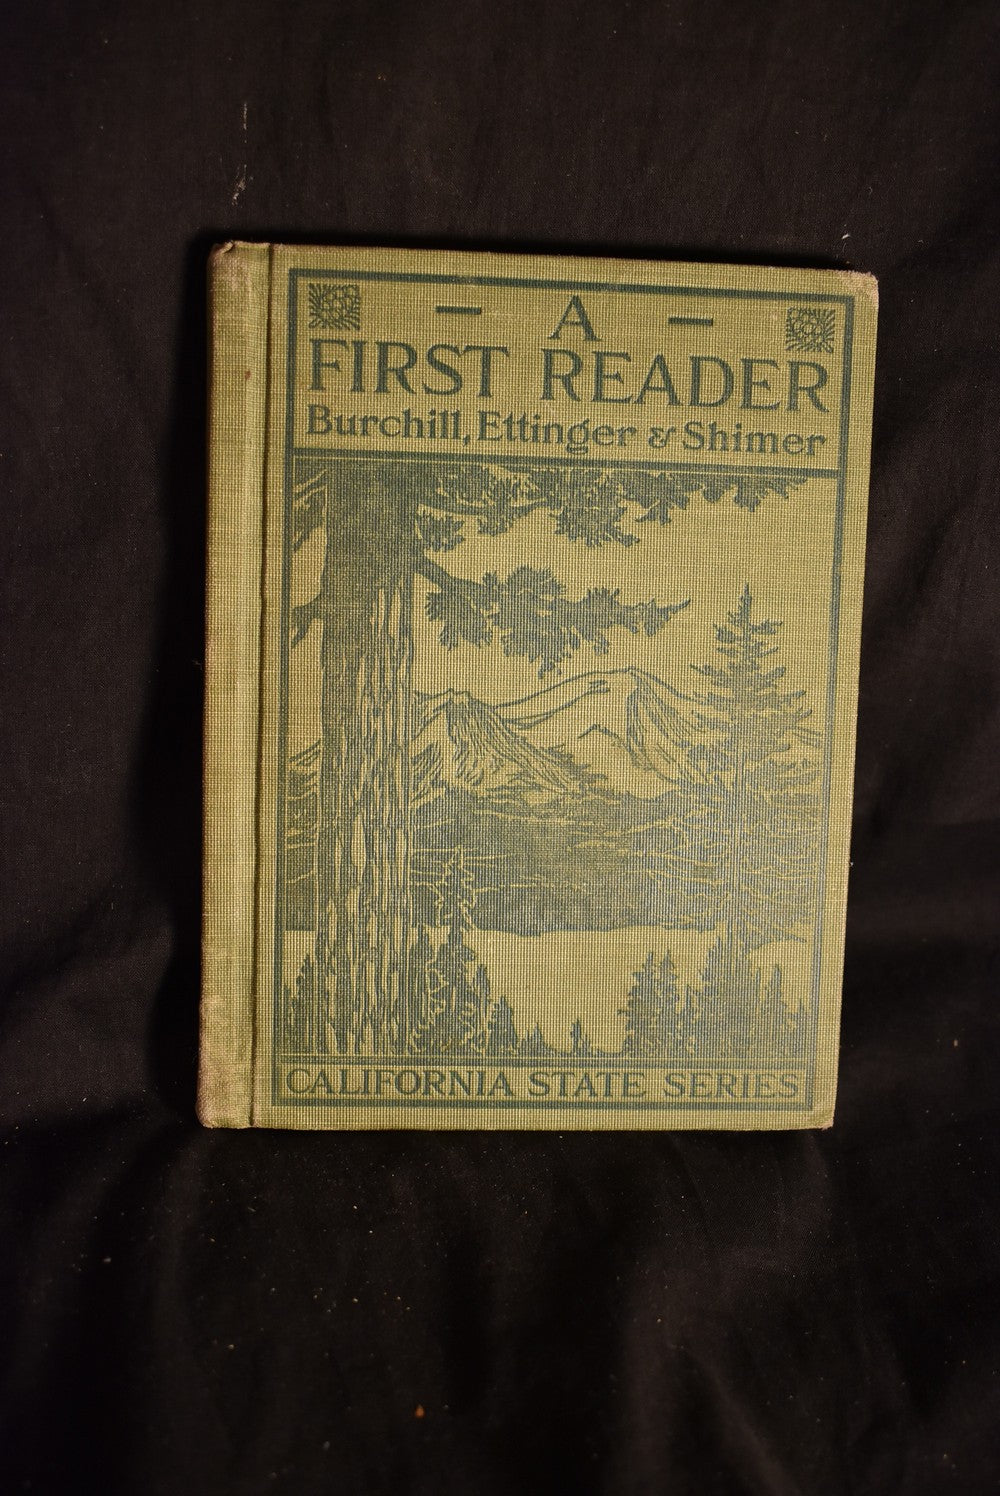 — A —
FIRST READER
Burchill, Ettinger & Shimer
CALIFORNIA STATE SERIES